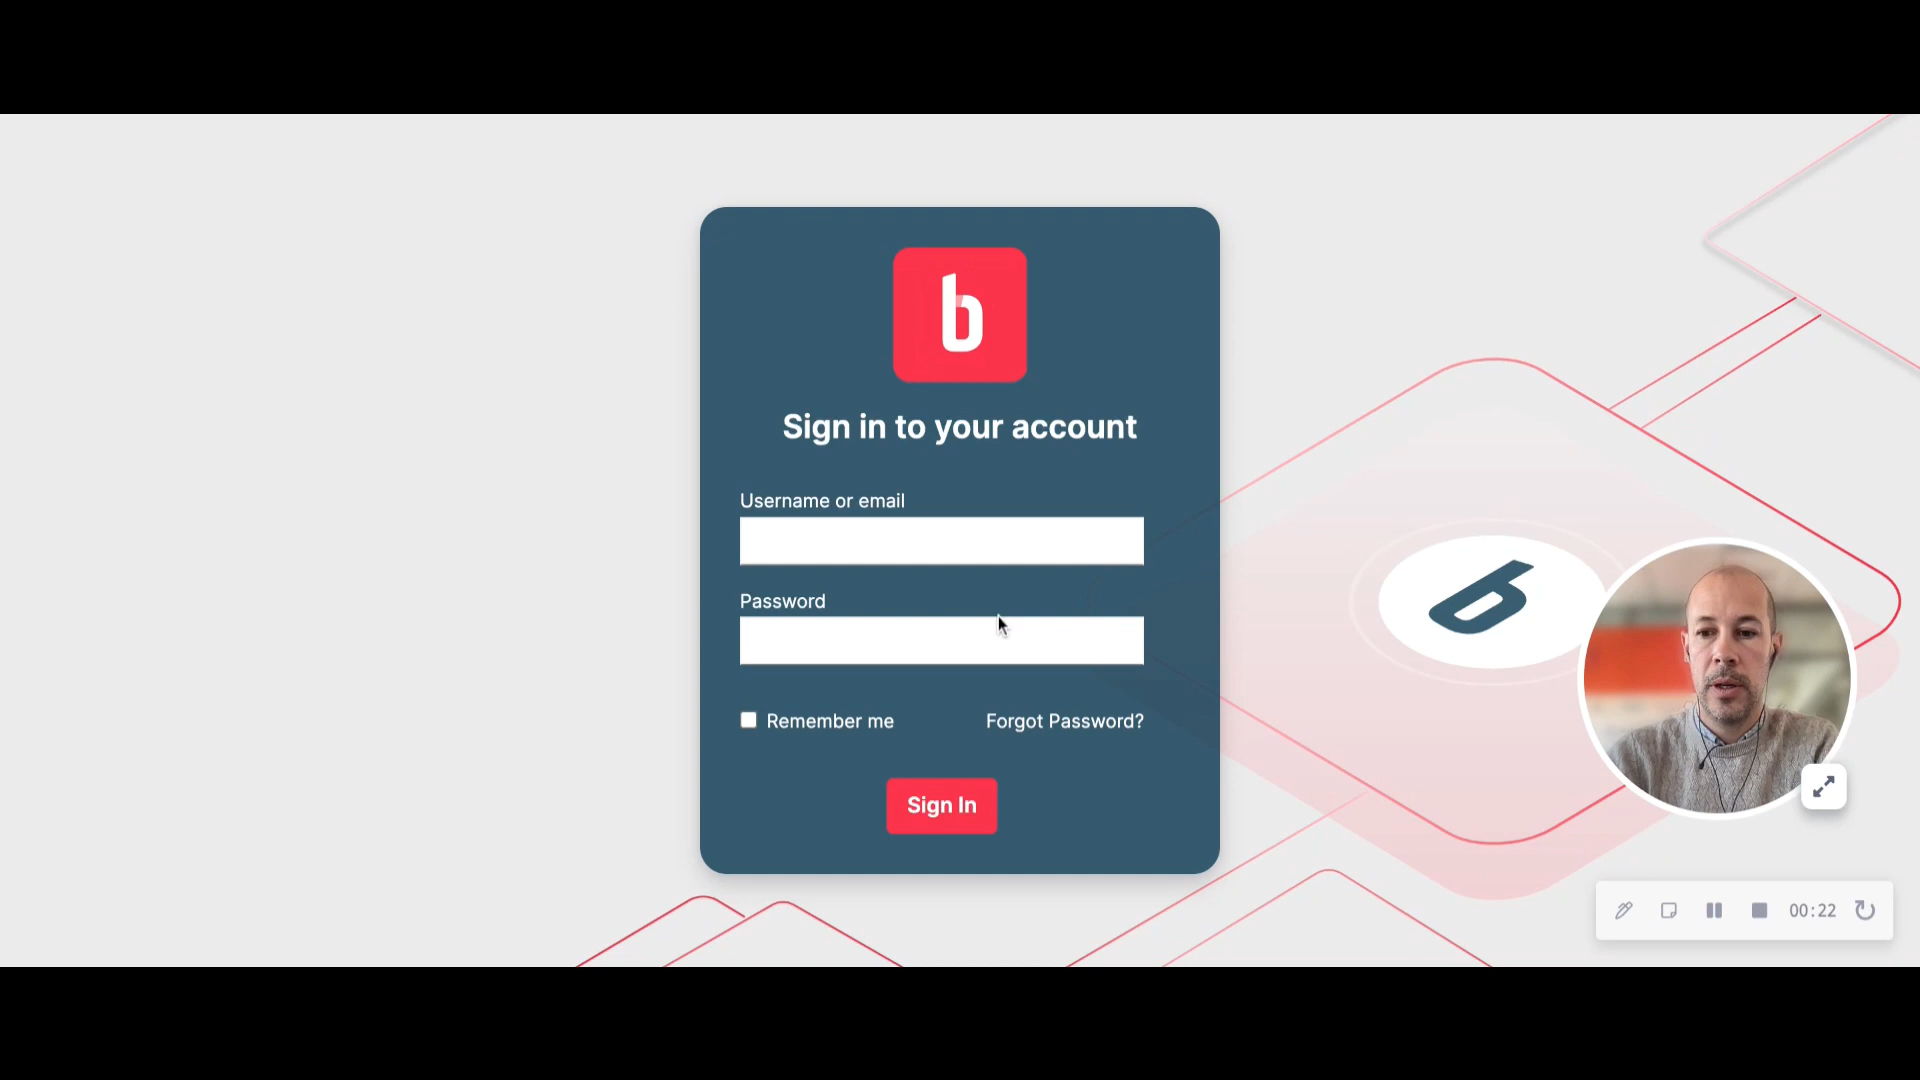 b
Sign in to your account
Username or email
Password
Remember me
Forgot Password?
Sign In
b
00:22